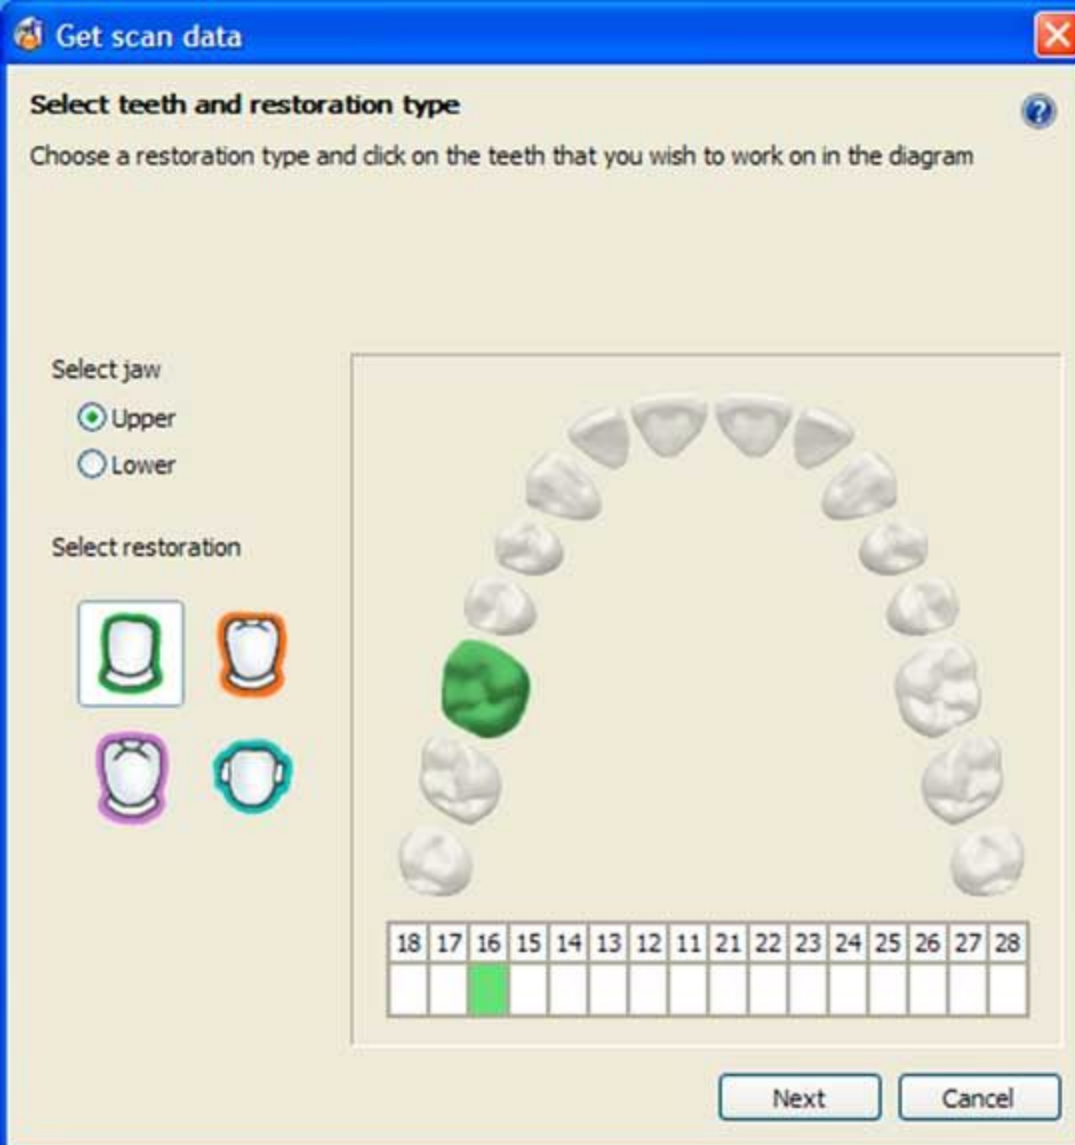 Get scan data
Select teeth and restoration type
Choose a restoration type and click on the teeth that you wish to work on in the diagram
Select jaw
Upper
Lower
Select restoration
18 17 16 15 14 13 12 11 21 22 23 24 25 26 27 28
Next Cancel